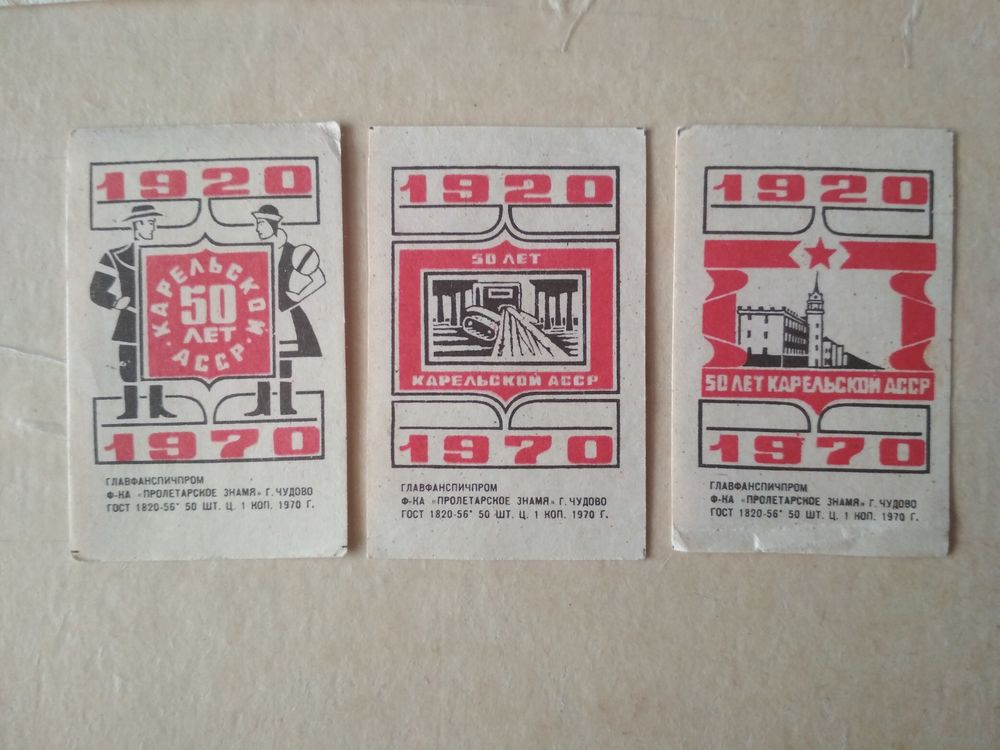 1920
КАРЕЛЬСКОЙ
50
ЛЕТ
АССР
1970
ГЛАВФАНСПИЧПРОМ
Ф-КА «ПРОЛЕТАРСКОЕ ЗНАМЯ» Г. ЧУДОВО
ГОСТ 1820-56* 50 ШТ. Ц. 1 КОП. 1970 Г.
1920
50 ЛЕТ
КАРЕЛЬСКОЙ АССР
1970
ГЛАВФАНСПИЧПРОМ
Ф-КА «ПРОЛЕТАРСКОЕ ЗНАМЯ» Г. ЧУДОВО
ГОСТ 1820-56* 50 ШТ. Ц. 1 КОП. 1970 Г.
1920
50 ЛЕТ КАРЕЛЬСКОЙ АССР
1970
ГЛАВФАНСПИЧПРОМ
Ф-КА «ПРОЛЕТАРСКОЕ ЗНАМЯ» Г. ЧУДОВО
ГОСТ 1820-56* 50 ШТ. Ц. 1 КОП. 1970 Г.